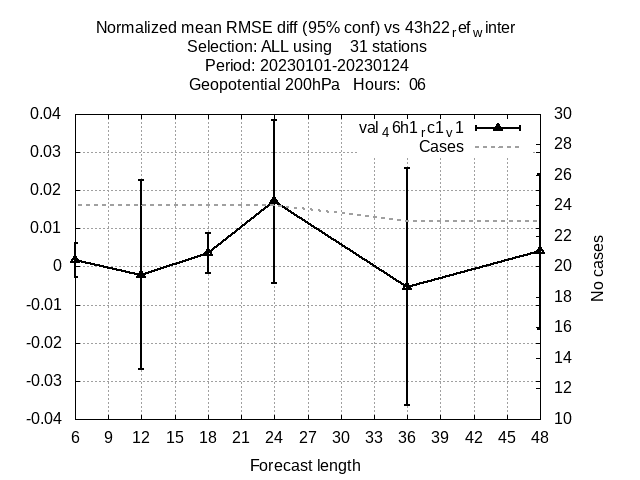 Normalized mean RMSE diff (95% conf) vs 43h22ref winter
Selection: ALL using    31 stations
Period: 20230101-20230124
Geopotential 200hPa   Hours:  06
val46h1rc1v1
Cases
0.04
0.03
0.02
0.01
0
-0.01
-0.02
-0.03
-0.04
30
28
26
24
22
20
18
16
14
12
10
No cases
6 9 12 15 18 21 24 27 30 33 36 39 42 45 48
Forecast length